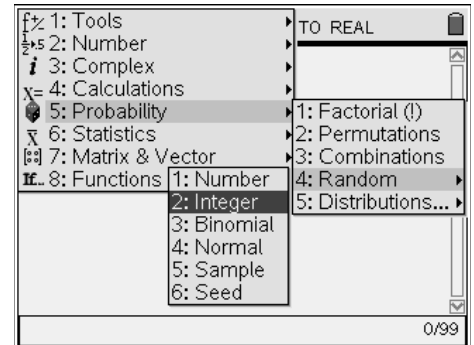 1: Tools
2: Number
3: Complex
4: Calculations
5: Probability
6: Statistics
7: Matrix & Vector
8: Functions
TO REAL
1: Factorial (!)
2: Permutations
3: Combinations
4: Random
5: Distributions...
1: Number
2: Integer
3: Binomial
4: Normal
5: Sample
6: Seed
0/99